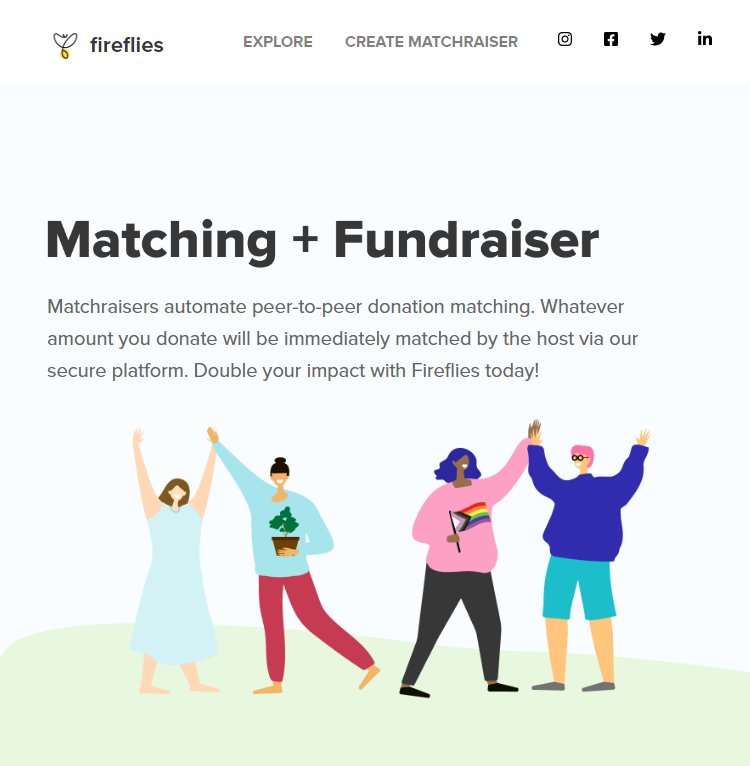 fireflies
EXPLORE
CREATE MATCHRAISER
Matching + Fundraiser
Matchraisers automate peer-to-peer donation matching. Whatever
amount you donate will be immediately matched by the host via our
secure platform. Double your impact with Fireflies today!